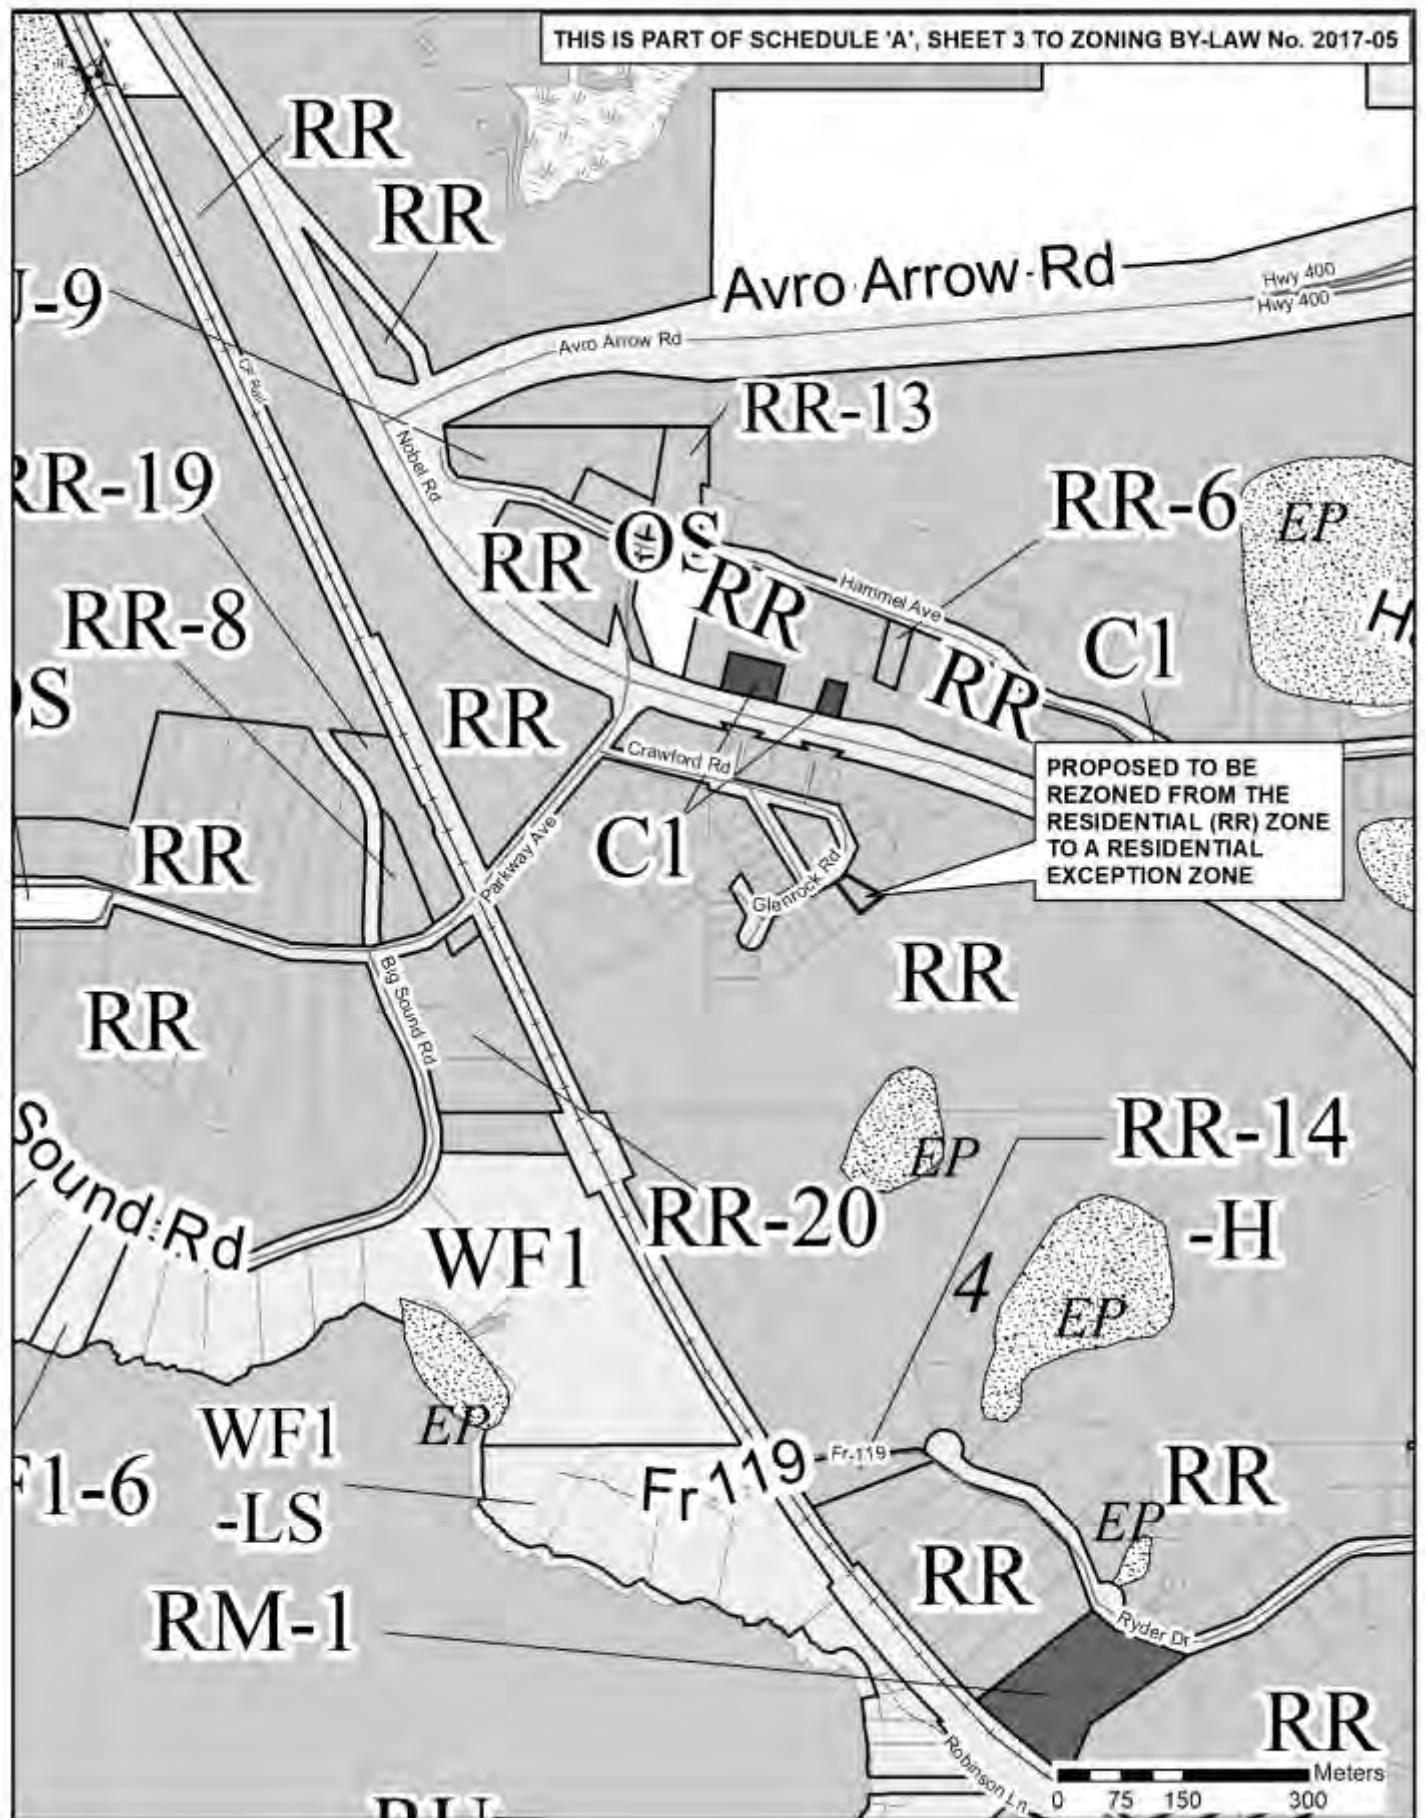 THIS IS PART OF SCHEDULE 'A', SHEET 3 TO ZONING BY-LAW No. 2017-05
RR
RR
-9
Avro Arrow Rd
Hwy 400
Hwy 400
Avro Arrow Rd
RR-13
Nobel Rd
RR-19
RR-6
EP
OS
RR
RR
Hammel Ave
RR-8
C1
H
RR
RR
OS
Crawford Rd
PROPOSED TO BE
REZONED FROM THE
RESIDENTIAL (RR) ZONE
TO A RESIDENTIAL
EXCEPTION ZONE
C1
RR
Parkway Ave
Glenrock Rd
RR
Big Sound Rd
RR
RR-14
-H
EP
Sound Rd
RR-20
WF1
4
EP
EP
WF1
-LS
F1-6
Fr 119
Fr-119
RR
EP
RR
RM-1
Ryder Dr
RR
Robinson Ln
Meters
0 75 150 300